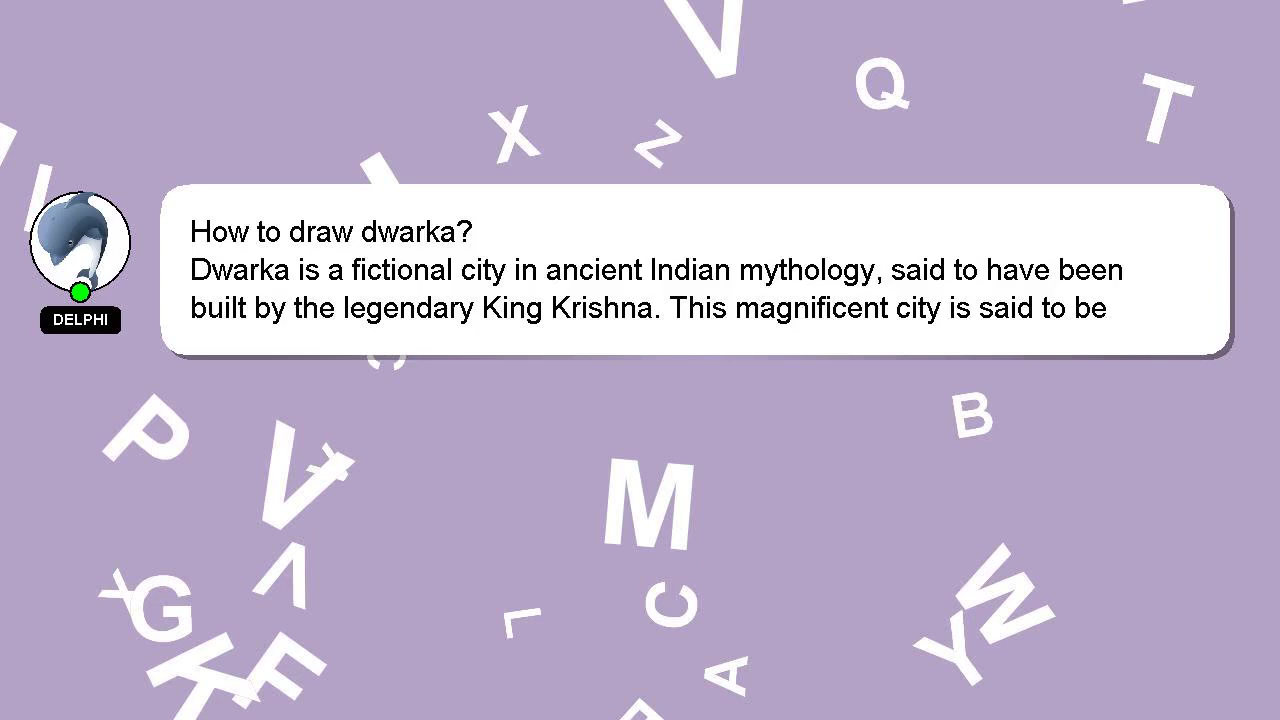 V
Q
T
X
Z
How to draw dwarka?
Dwarka is a fictional city in ancient Indian mythology, said to have been
built by the legendary King Krishna. This magnificent city is said to be
DELPHI
B
P
V
M
G
L
C
W
Y
K
F
A